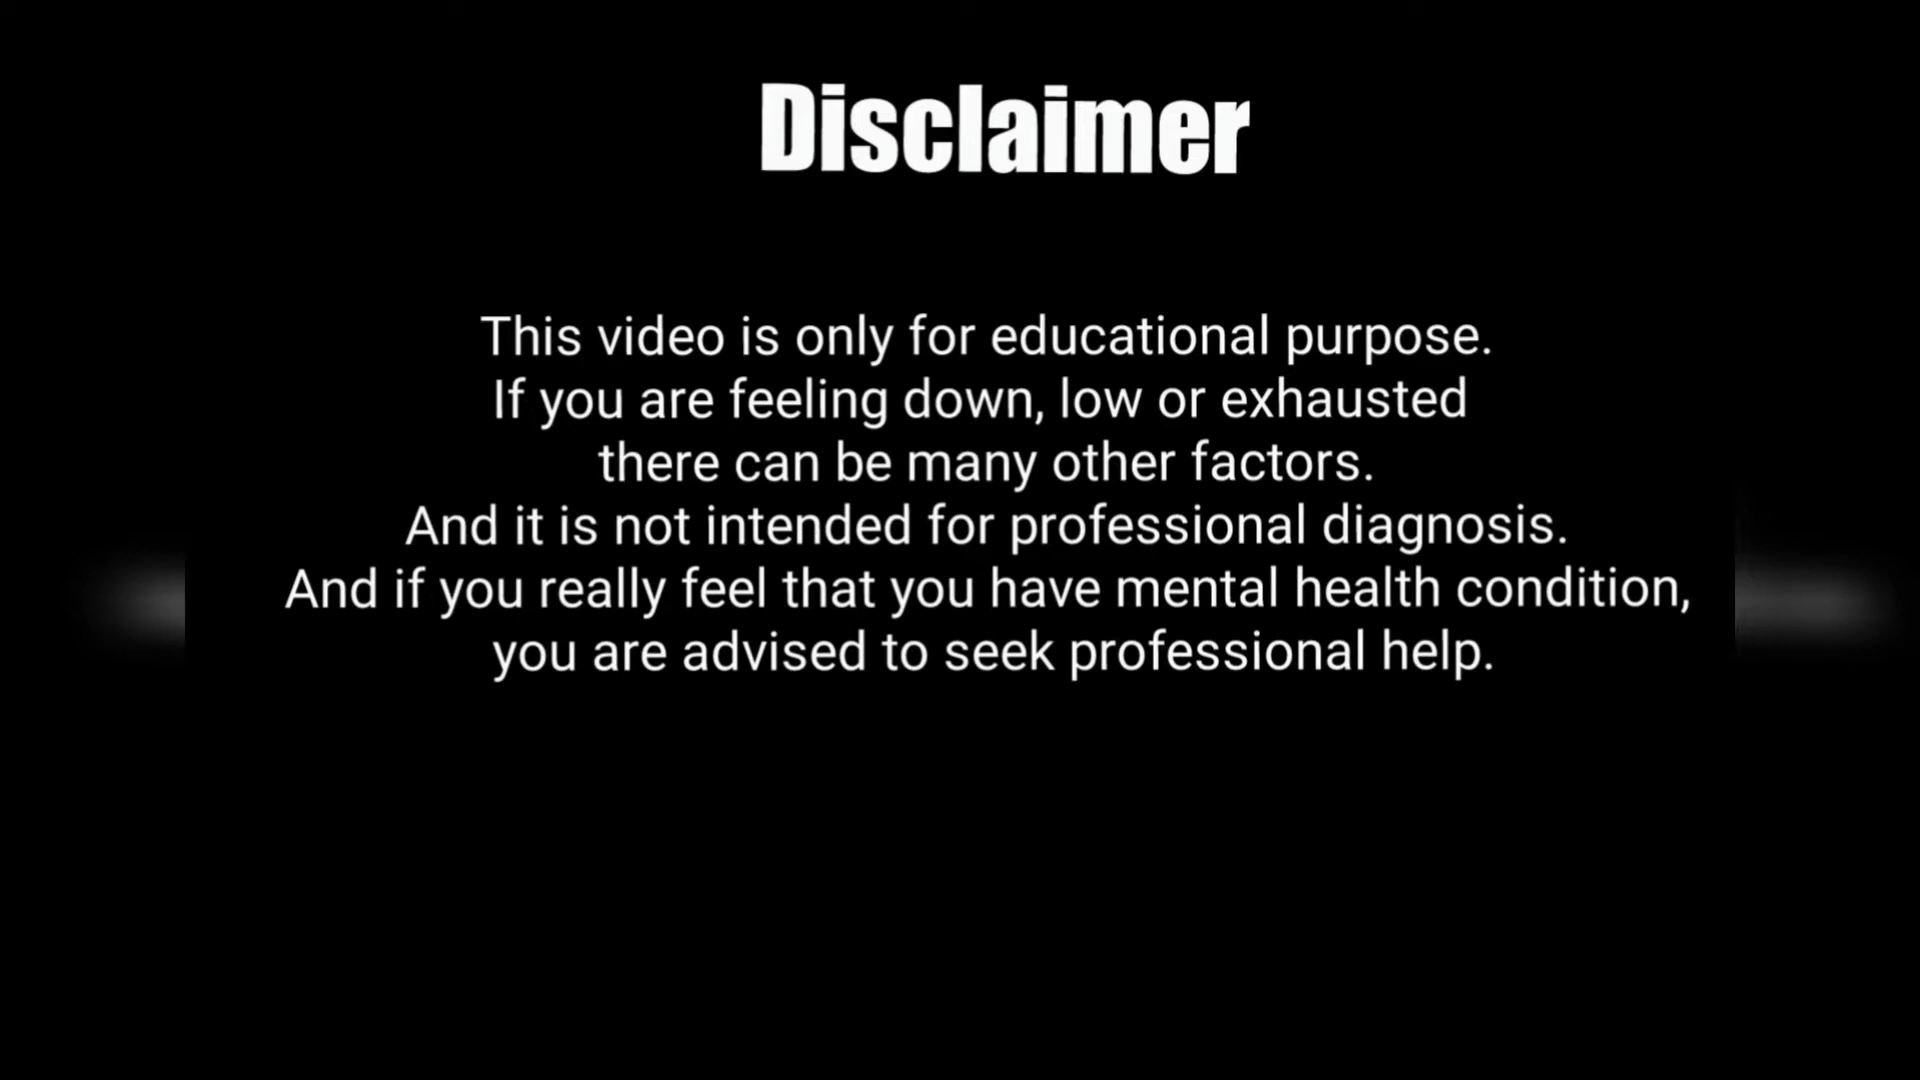 Disclaimer
This video is only for educational purpose.
If you are feeling down, low or exhausted
there can be many other factors.
And it is not intended for professional diagnosis.
And if you really feel that you have mental health condition,
you are advised to seek professional help.